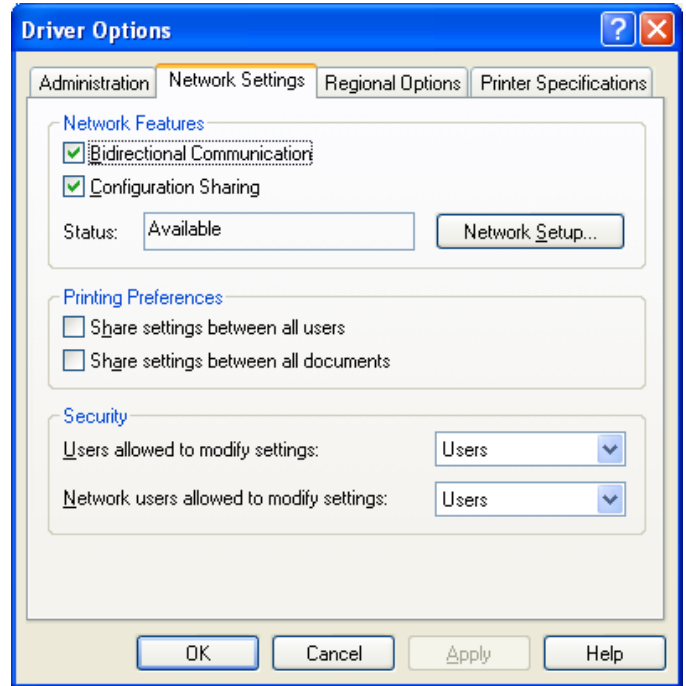 Driver Options
Administration Network Settings Regional Options Printer Specifications
Network Features
Bidirectional Communication
Configuration Sharing
Status: Available Network Setup...
Printing Preferences
Share settings between all users
Share settings between all documents
Security
Users allowed to modify settings: Users
Network users allowed to modify settings: Users
OK Cancel Apply Help